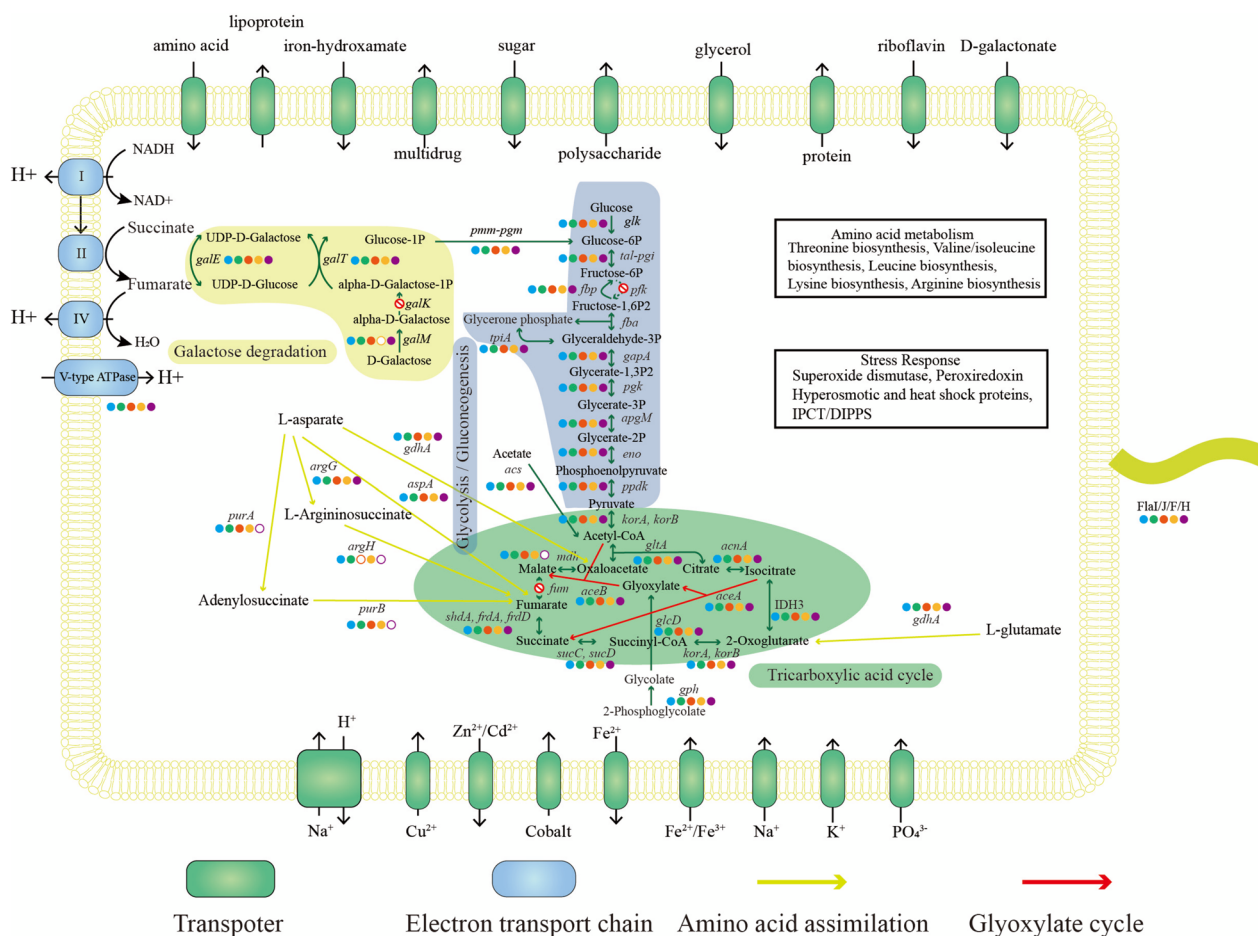 lipoprotein
amino acid
iron-hydroxamate
sugar
glycerol
riboflavin
D-galactonate
multidrug
polysaccharide
protein
NADH
H+
I
NAD+
Succinate
II
Fumarate
H+
IV
H₂O
V-type ATPase
H+
UDP-D-Galactose
galE
UDP-D-Glucose
galT
Glucose-1P
alpha-D-Galactose-1P
galK
alpha-D-Galactose
galM
D-Galactose
Galactose degradation
pmm-pgm
Glucose
glk
Glucose-6P
tal-pgi
Fructose-6P
fbp
pfk
Fructose-1,6P2
Glycerone phosphate
fba
tpiA
Glyceraldehyde-3P
gapA
Glycerate-1,3P2
pgk
Glycerate-3P
apgM
Glycerate-2P
eno
Phosphoenolpyruvate
ppdk
Pyruvate
korA, korB
Glycolysis / Gluconeogenesis
Amino acid metabolism
Threonine biosynthesis, Valine/isoleucine
biosynthesis, Leucine biosynthesis,
Lysine biosynthesis, Arginine biosynthesis
Stress Response
Superoxide dismutase, Peroxiredoxin
Hyperosmotic and heat shock proteins,
IPCT/DIPPS
L-asparate
gdhA
argG
aspA
purA
L-Argininosuccinate
argH
Adenylosuccinate
purB
Acetate
acs
Acetyl-CoA
mdh
gltA
acnA
Malate
Oxaloacetate
Citrate
Isocitrate
fum
Glyoxylate
aceB
aceA
IDH3
Fumarate
shdA, frdA, frdD
glcD
Succinate
Succinyl-CoA
2-Oxoglutarate
sucC, sucD
korA, korB
gdhA
L-glutamate
Tricarboxylic acid cycle
Glycolate
gph
2-Phosphoglycolate
FlaI/J/F/H
H⁺
Zn²⁺/Cd²⁺
Fe²⁺
Na⁺
Cu²⁺
Cobalt
Fe²⁺/Fe³⁺
Na⁺
K⁺
PO₄³⁻
Transpoter
Electron transport chain
Amino acid assimilation
Glyoxylate cycle